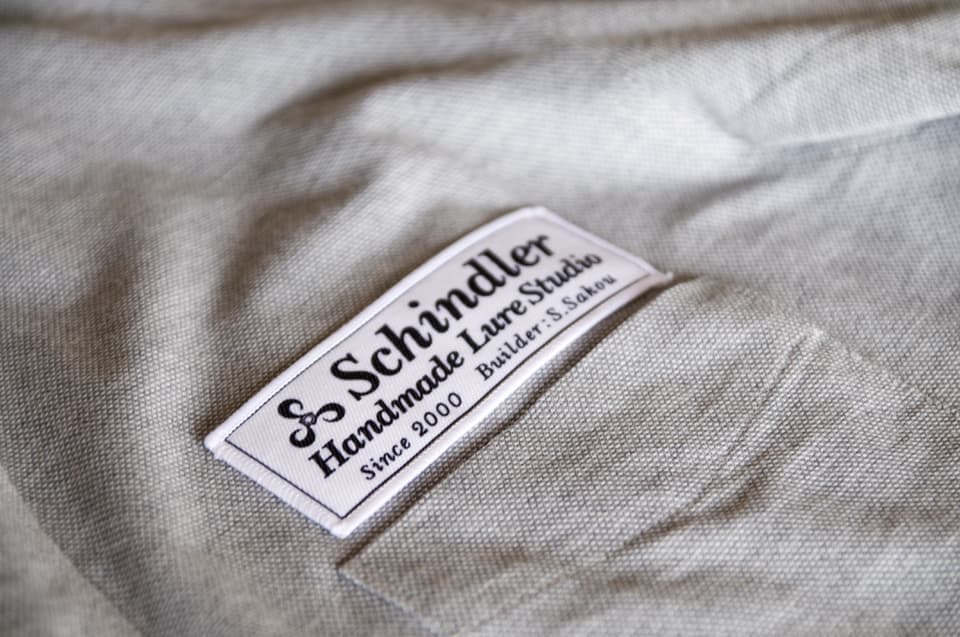 Schindler
Handmade Lure Studio
Since 2000 Builder:S.Sakou